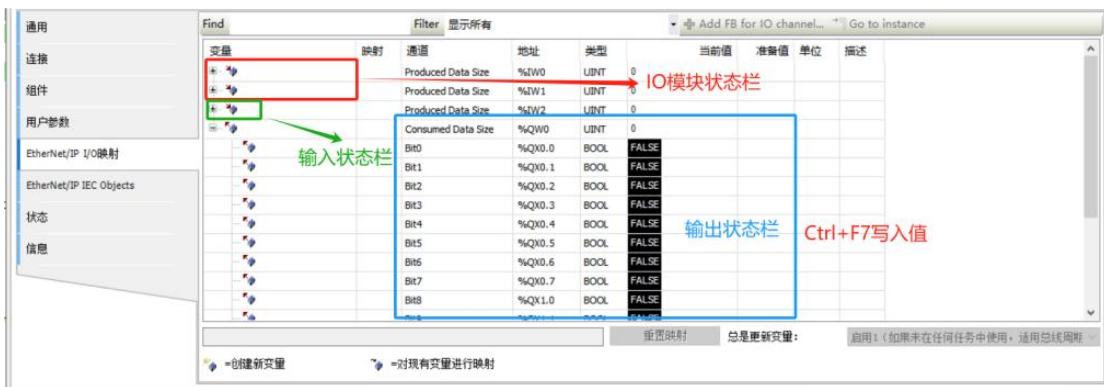 通用
连接
组件
用户参数
EtherNet/IP I/O映射
EtherNet/IP IEC Objects
状态
信息
Find Filter 显示所有 Add FB for IO channel... Go to instance
变量 映射 通道 地址 类型 当前值 准备值 单位 描述
Produced Data Size %IW0 UINT 0
Produced Data Size %IW1 UINT 0
Produced Data Size %IW2 UINT 0
Consumed Data Size %QW0 UINT 0
Bit0 %QX0.0 BOOL FALSE
Bit1 %QX0.1 BOOL FALSE
Bit2 %QX0.2 BOOL FALSE
Bit3 %QX0.3 BOOL FALSE
Bit4 %QX0.4 BOOL FALSE
Bit5 %QX0.5 BOOL FALSE
Bit6 %QX0.6 BOOL FALSE
Bit7 %QX0.7 BOOL FALSE
Bit8 %QX1.0 BOOL FALSE
IO模块状态栏
输入状态栏
输出状态栏
Ctrl+F7写入值
重置映射 总是更新变量: 启用1（如果未在任何任务中使用，适用总线周期
=创建新变量 =对现有变量进行映射